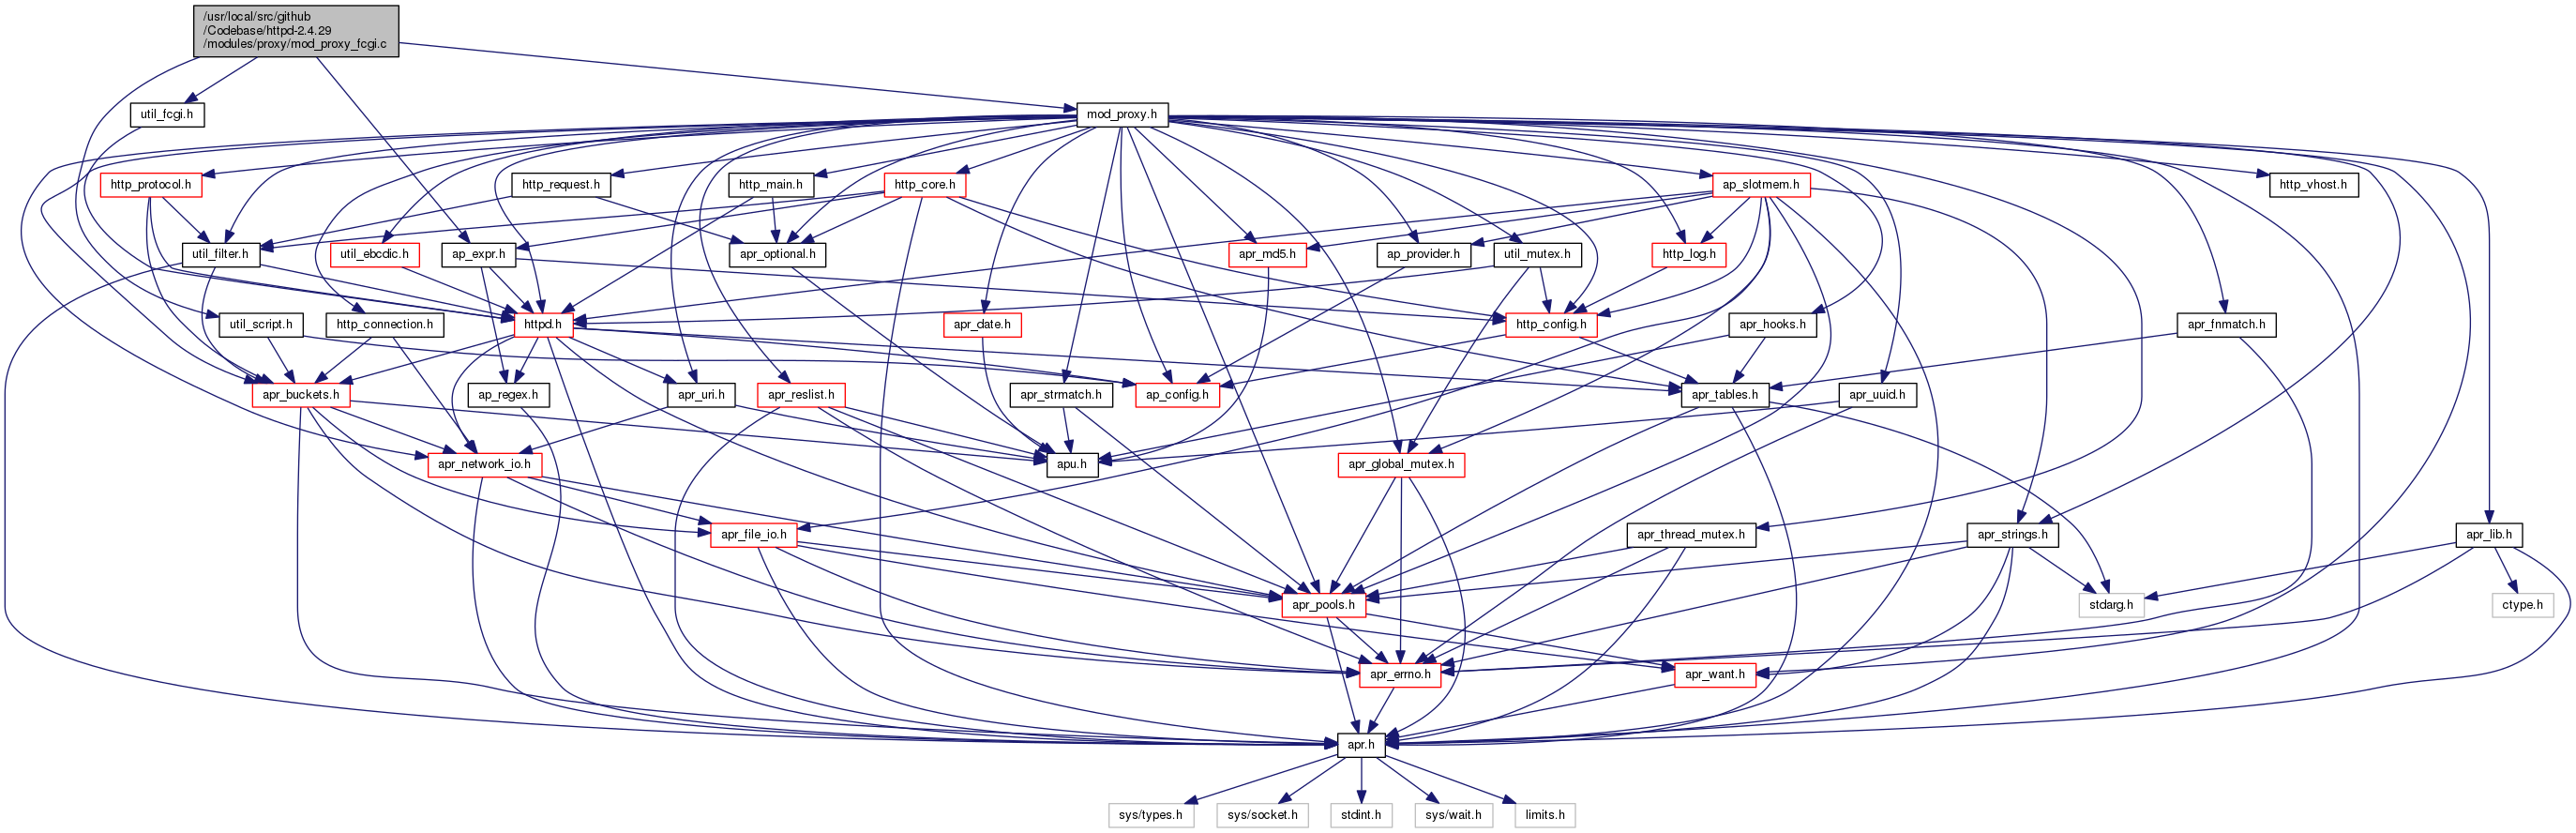 /usr/local/src/github
/Codebase/httpd-2.4.29
/modules/proxy/mod_proxy_fcgi.c
util_fcgi.h
mod_proxy.h
http_protocol.h
http_request.h
http_main.h
http_core.h
ap_slotmem.h
http_vhost.h
util_filter.h
util_ebcdic.h
ap_expr.h
apr_optional.h
apr_md5.h
ap_provider.h
util_mutex.h
http_log.h
util_script.h
http_connection.h
httpd.h
apr_date.h
http_config.h
apr_hooks.h
apr_fnmatch.h
apr_buckets.h
ap_regex.h
apr_uri.h
apr_reslist.h
apr_strmatch.h
ap_config.h
apr_tables.h
apr_uuid.h
apr_network_io.h
apu.h
apr_global_mutex.h
apr_file_io.h
apr_thread_mutex.h
apr_strings.h
apr_lib.h
apr_pools.h
stdarg.h
ctype.h
apr_errno.h
apr_want.h
apr.h
sys/types.h
sys/socket.h
stdint.h
sys/wait.h
limits.h